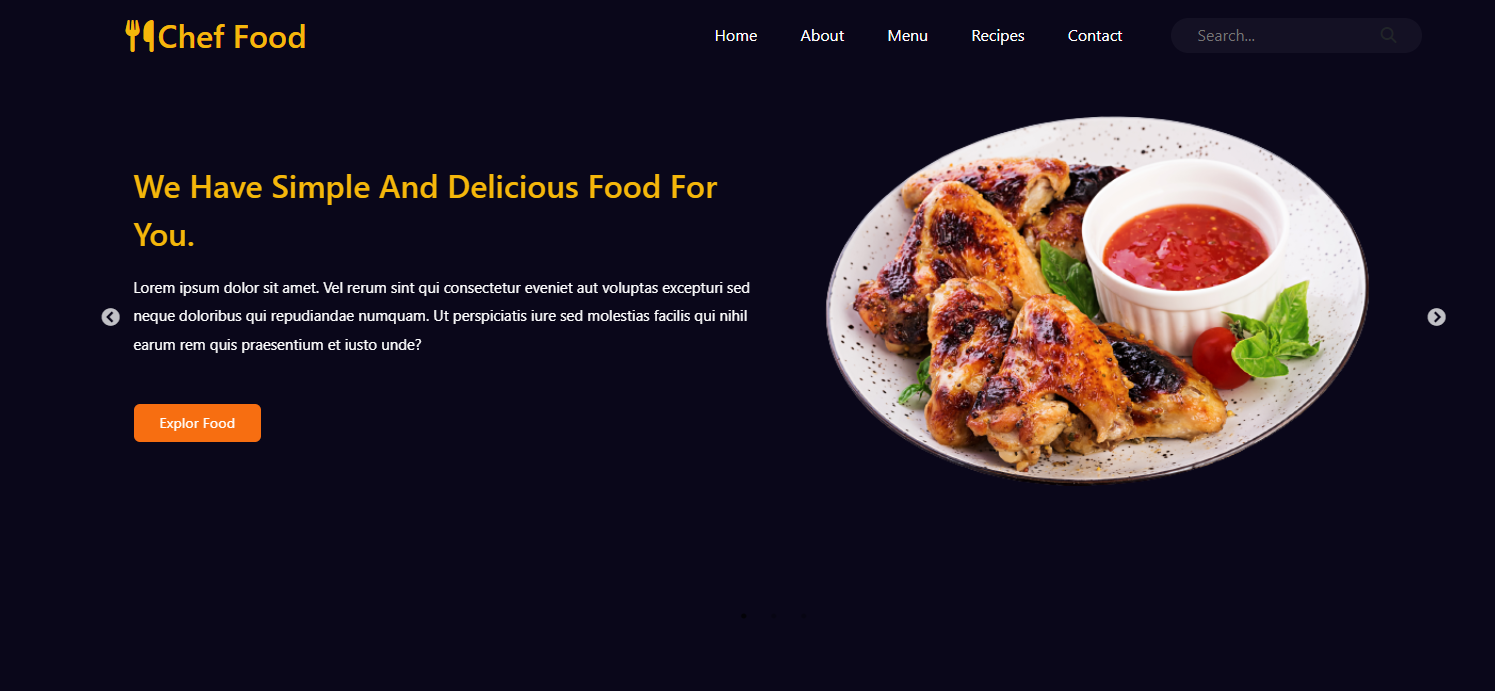 Chef Food
Home
About
Menu
Recipes
Contact
Search...
We Have Simple And Delicious Food For
You.
Lorem ipsum dolor sit amet. Vel rerum sint qui consectetur eveniet aut voluptas excepturi sed
neque doloribus qui repudiandae numquam. Ut perspiciatis iure sed molestias facilis qui nihil
earum rem quis praesentium et iusto unde?
Explor Food